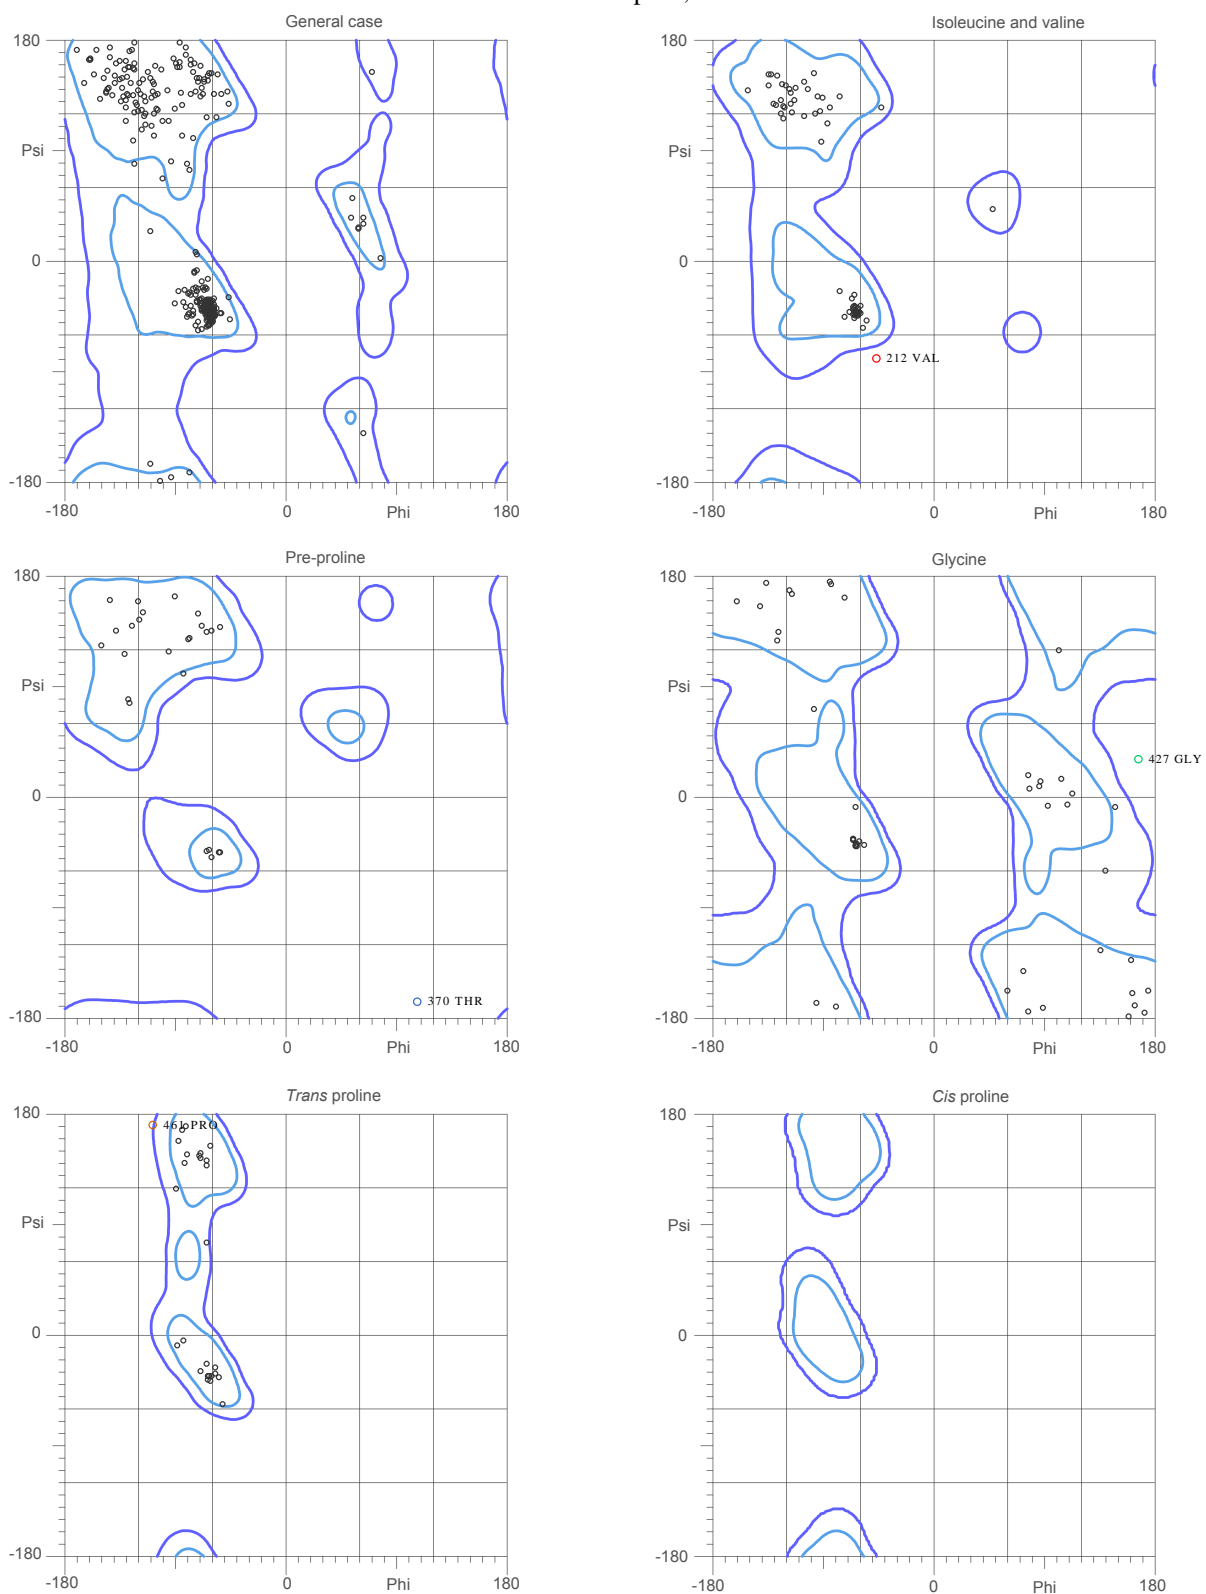 General case
180
Psi
0
-180
-180
0
Phi
180
Isoleucine and valine
180
Psi
0
-180
212 VAL
-180
0
Phi
180
Pre-proline
180
Psi
0
-180
370 THR
-180
0
Phi
180
Glycine
180
Psi
0
-180
427 GLY
-180
0
Phi
180
Trans proline
180
461 PRO
Psi
0
-180
-180
0
Phi
180
Cis proline
180
Psi
0
-180
-180
0
Phi
180